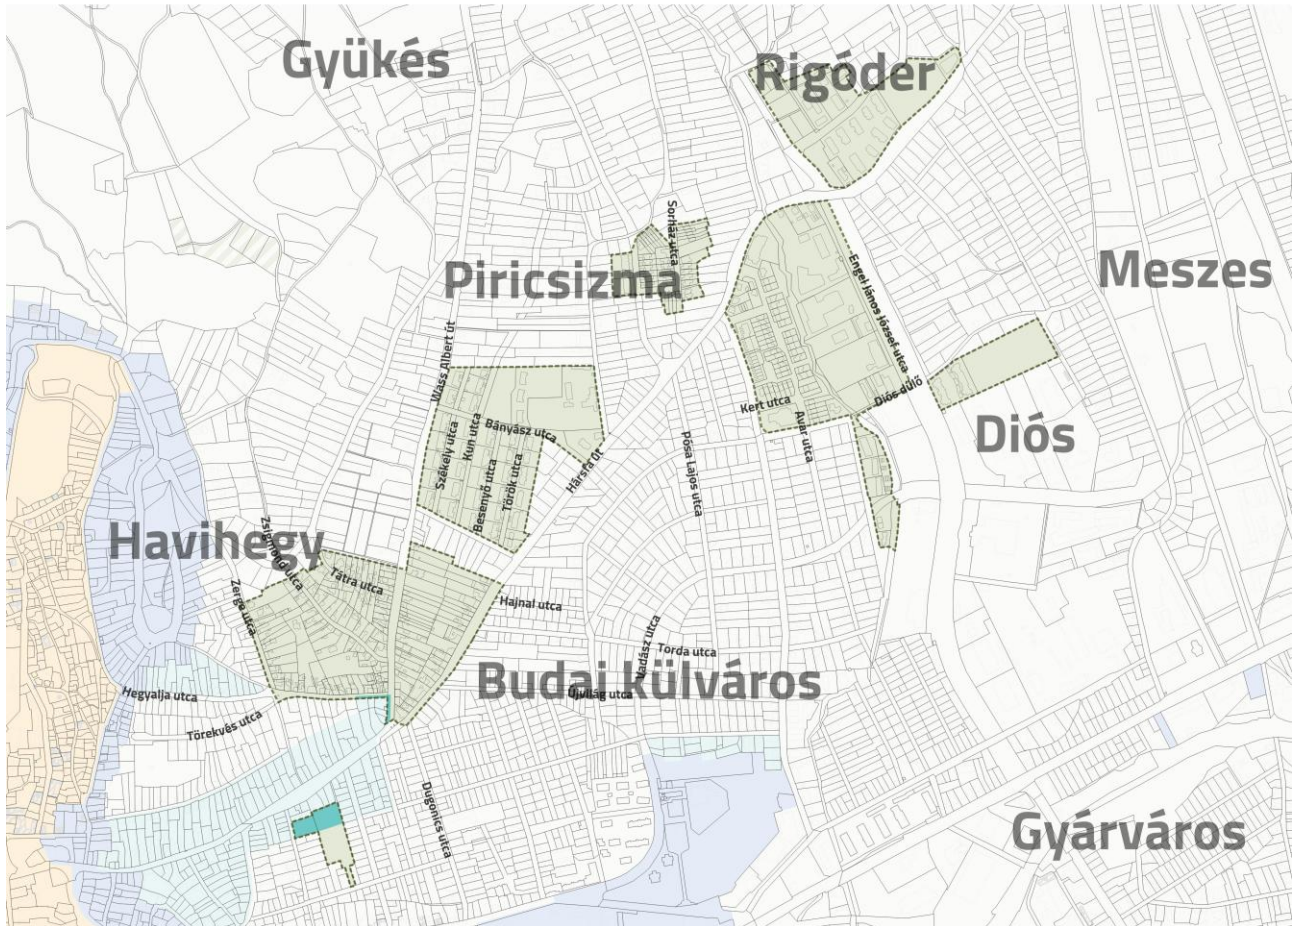 Gyükés
Rigóder
Sorház utca
Piricsizma
Meszes
Engel János József utca
Wass Albert út
Diós dűlő
Kert utca
Avar utca
Diós
Székely utca
Kun utca
Bányász utca
Besenyő utca
Török utca
Hársfa út
Pósa Lajos utca
Havihegy
Zsigmond utca
Tátra utca
Zerge utca
Hajnal utca
Vadász utca
Torda utca
Budai külváros
Újvilág utca
Hegyalja utca
Törekvés utca
Dugonics utca
Gyárváros